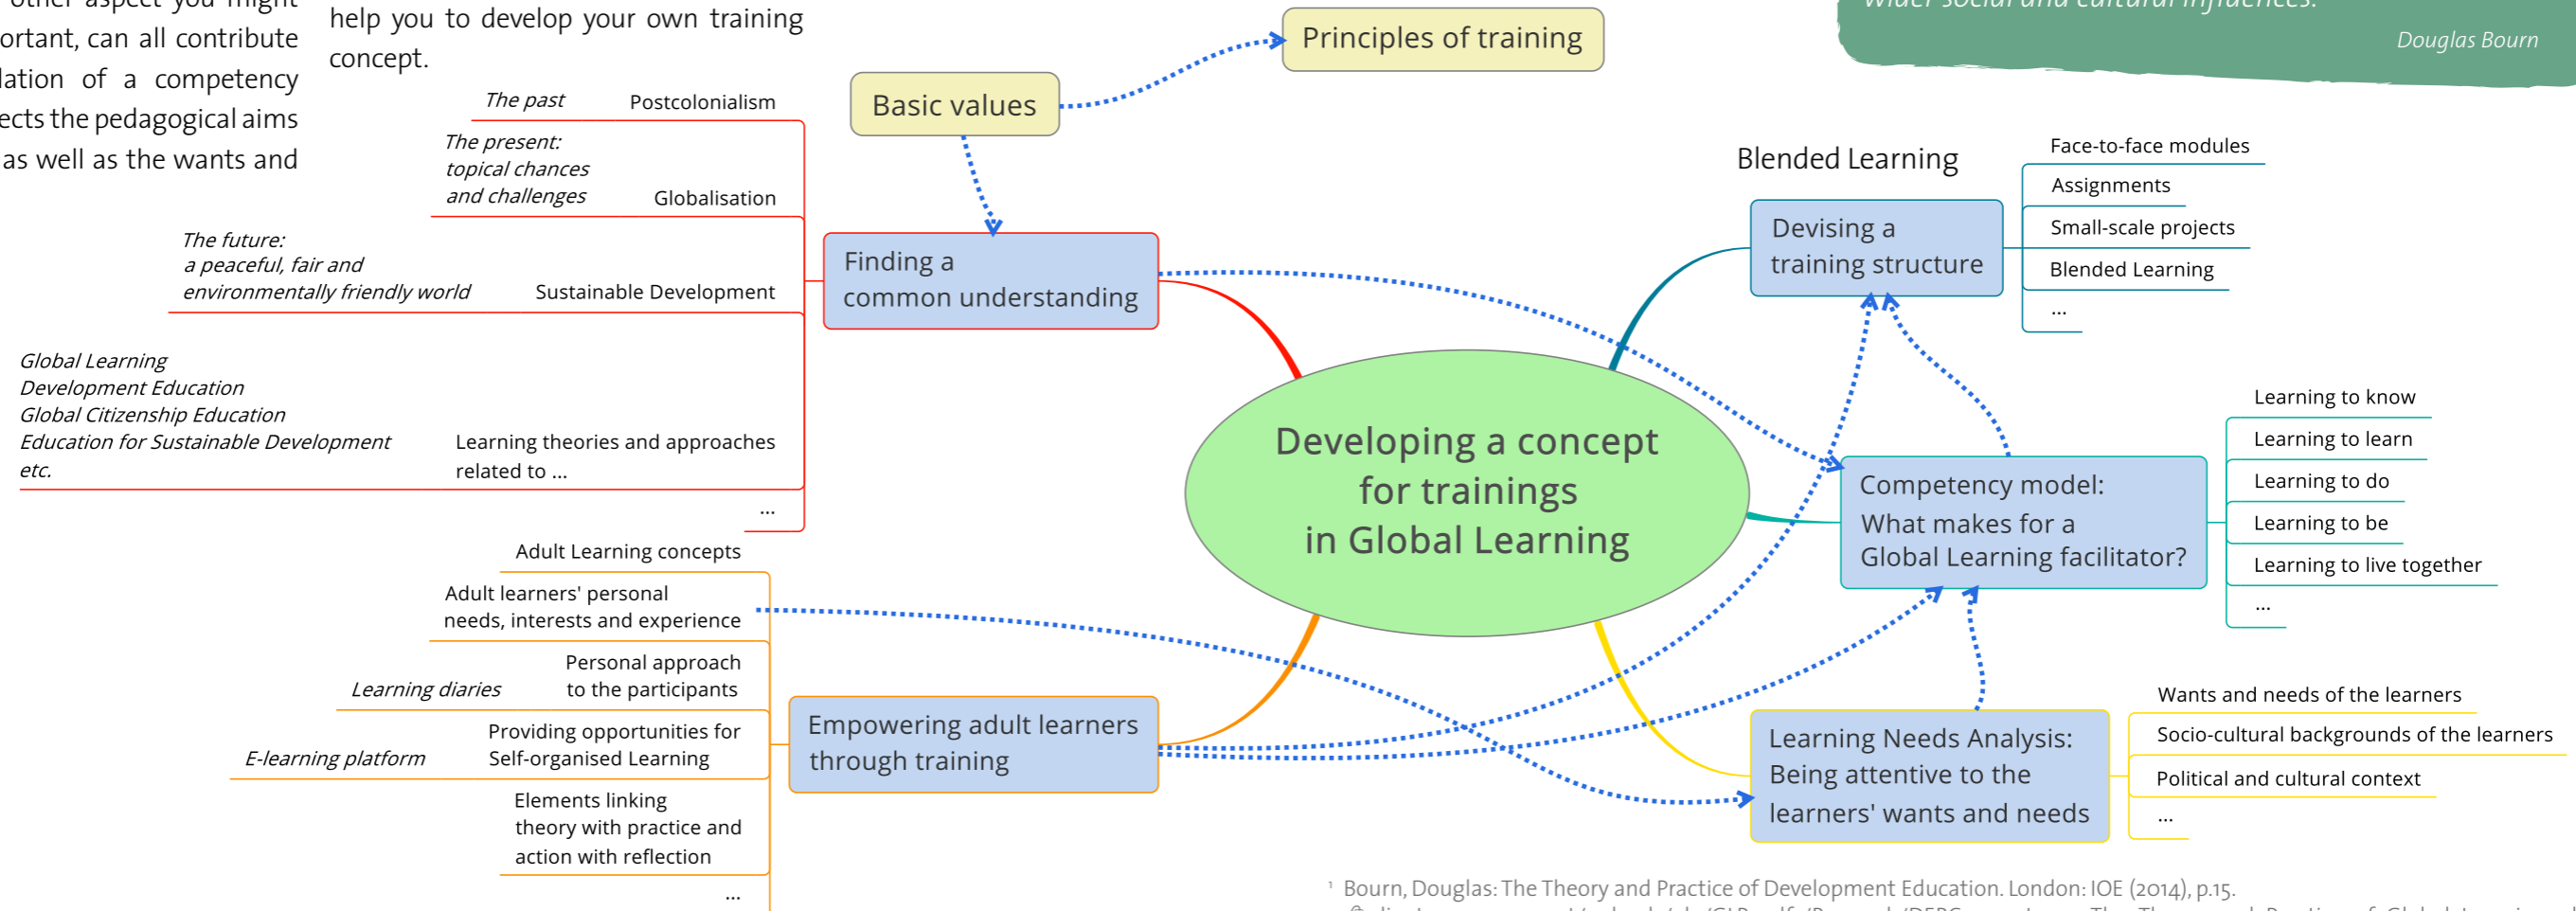 other aspect you might
ortant, can all contribute
lation of a competency
ects the pedagogical aims
as well as the wants and
help you to develop your own training
concept.
wider social and cultural influences.
Douglas Bourn
Principles of training
Basic values
The past Postcolonialism
The present:
topical chances
and challenges Globalisation
The future:
a peaceful, fair and
environmentally friendly world Sustainable Development
Global Learning
Development Education
Global Citizenship Education
Education for Sustainable Development
etc.
Learning theories and approaches
related to ...
...
Finding a
common understanding
Adult Learning concepts
Adult learners' personal
needs, interests and experience
Personal approach
to the participants
Learning diaries
Providing opportunities for
Self-organised Learning
E-learning platform
Elements linking
theory with practice and
action with reflection
...
Empowering adult learners
through training
Developing a concept
for trainings
in Global Learning
Blended Learning
Devising a
training structure
Face-to-face modules
Assignments
Small-scale projects
Blended Learning
...
Competency model:
What makes for a
Global Learning facilitator?
Learning to know
Learning to learn
Learning to do
Learning to be
Learning to live together
...
Learning Needs Analysis:
Being attentive to the
learners' wants and needs
Wants and needs of the learners
Socio-cultural backgrounds of the learners
Political and cultural context
...
¹ Bourn, Douglas: The Theory and Practice of Development Education. London: IOE (2014), p.15.